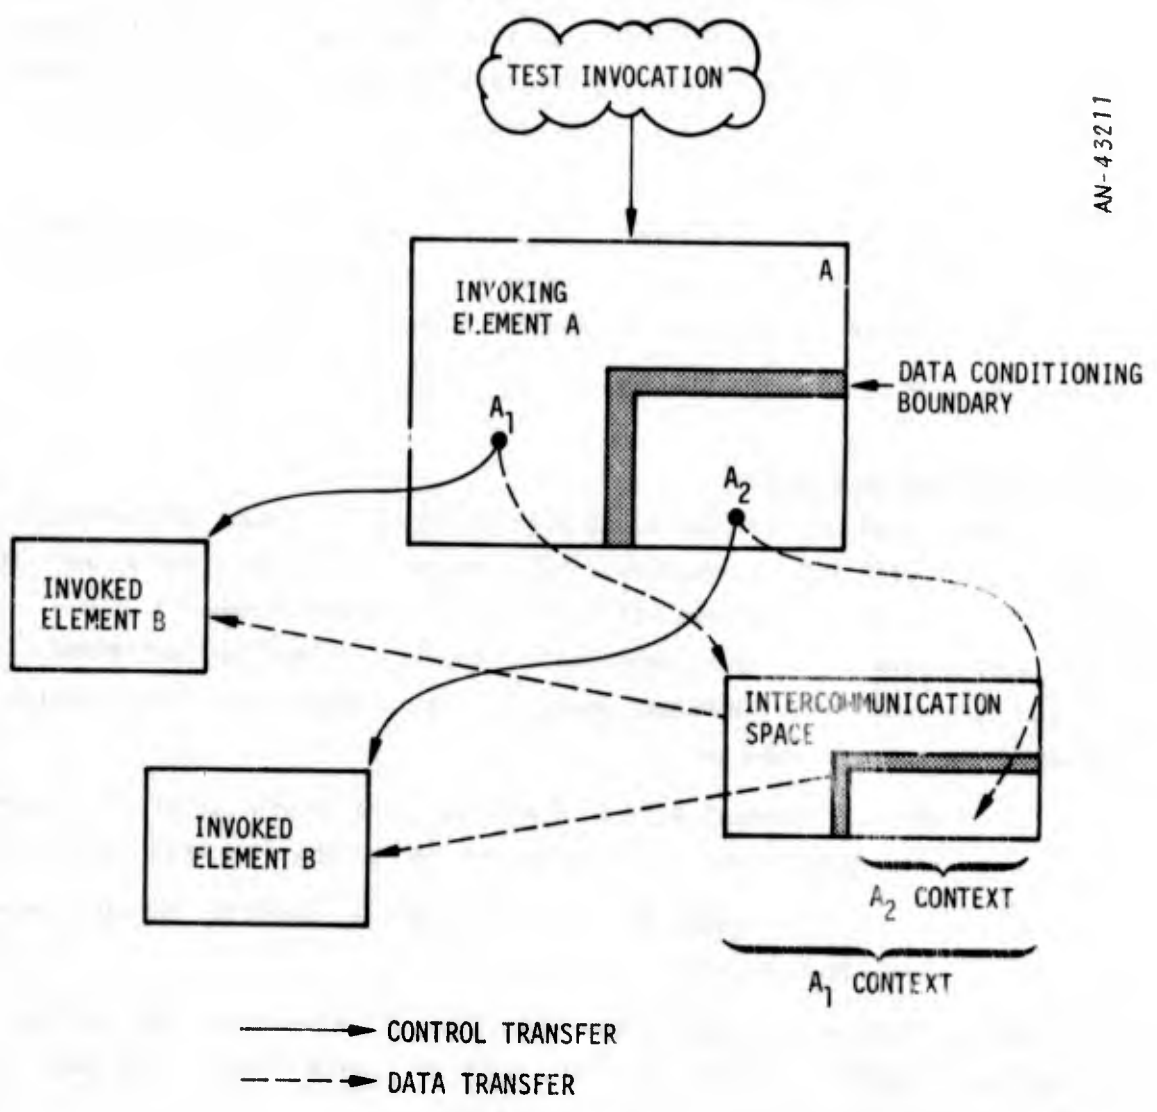 TEST INVOCATION
AN-43211
A
INVOKING
ELEMENT A
DATA CONDITIONING
BOUNDARY
A1
A2
INVOKED
ELEMENT B
INTERCOMMUNICATION
SPACE
INVOKED
ELEMENT B
A2 CONTEXT
A1 CONTEXT
CONTROL TRANSFER
DATA TRANSFER